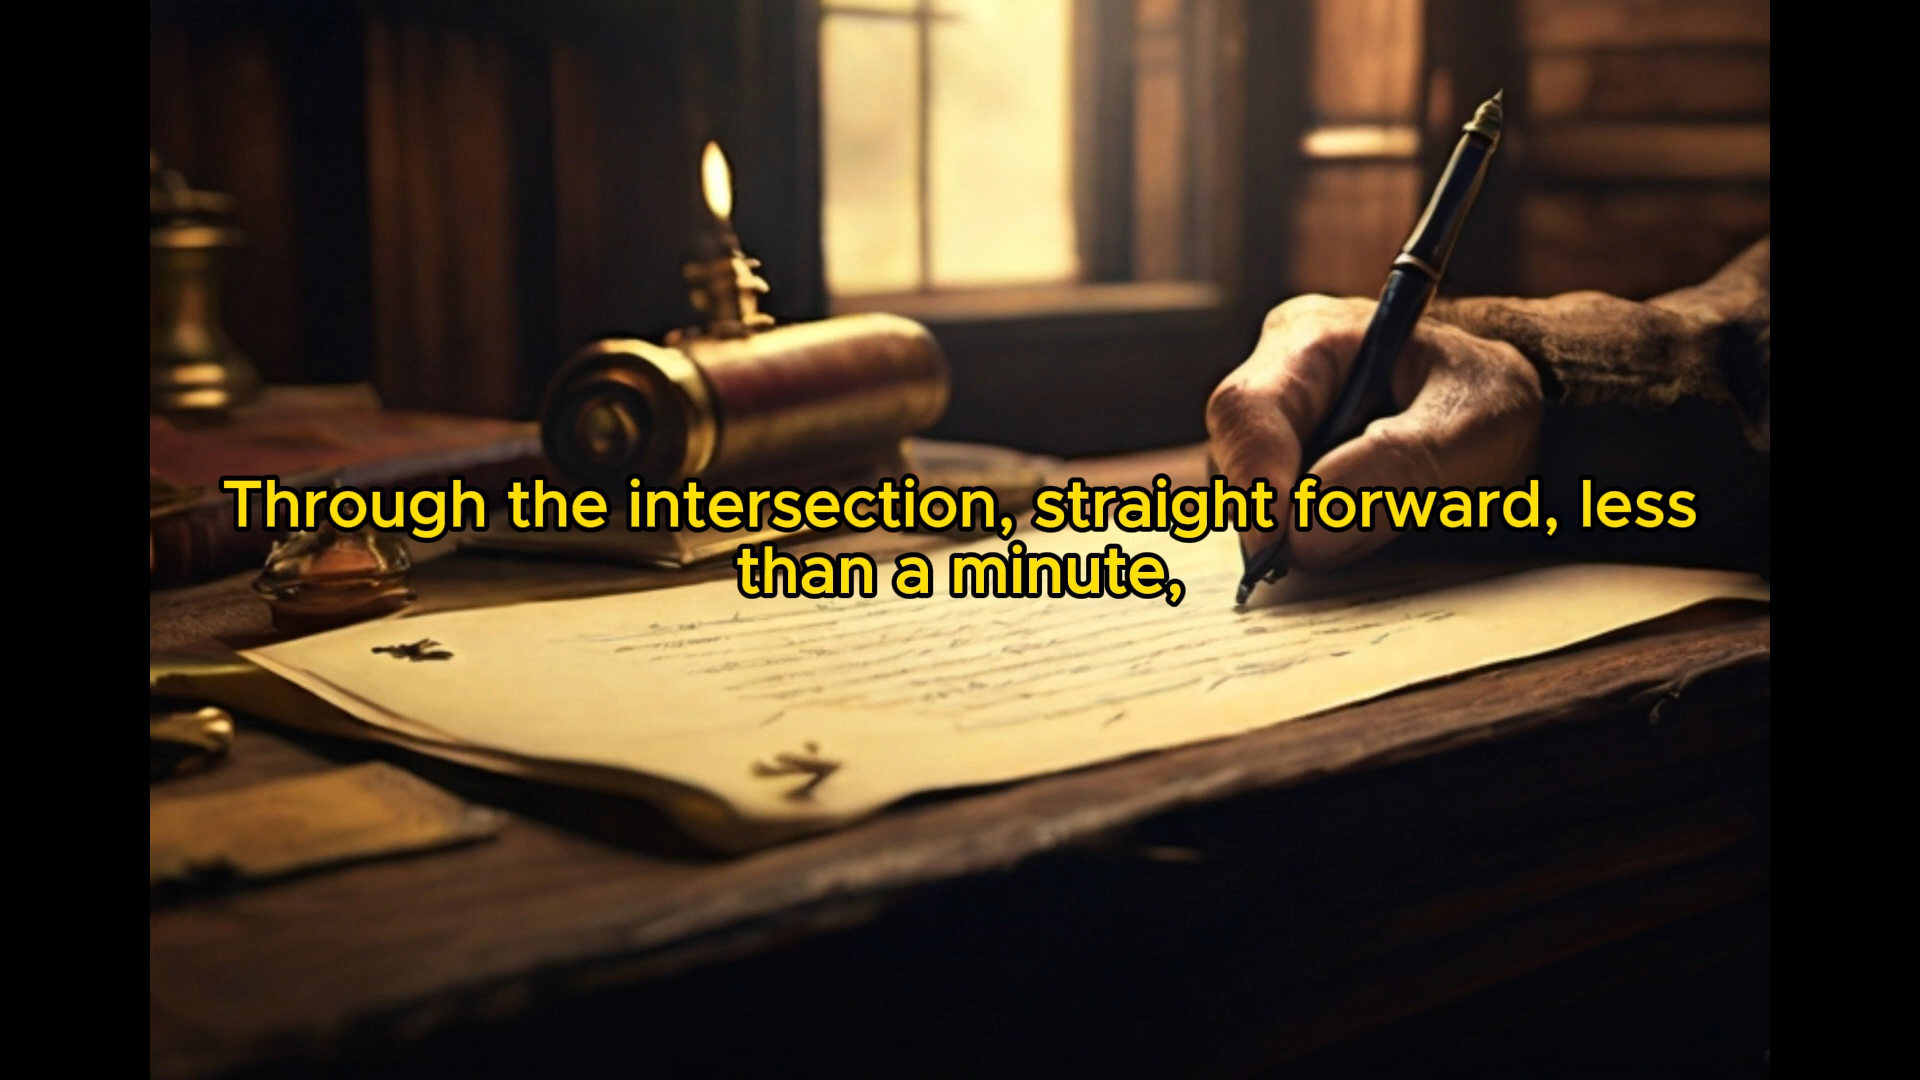 Through the intersection, straight forward, less
than a minute,